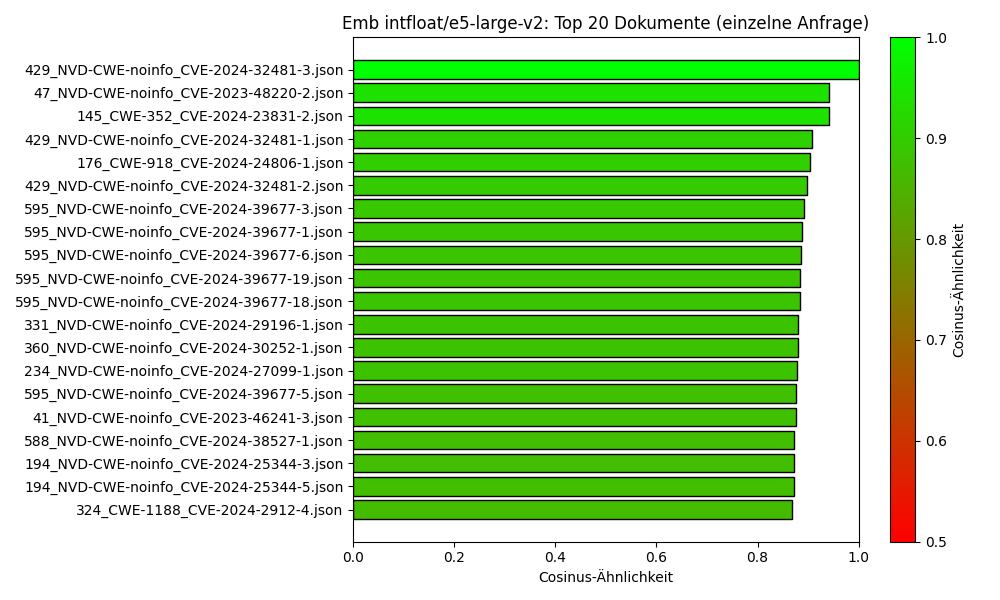 Emb intfloat/e5-large-v2: Top 20 Dokumente (einzelne Anfrage)
429_NVD-CWE-noinfo_CVE-2024-32481-3.json
47_NVD-CWE-noinfo_CVE-2023-48220-2.json
145_CWE-352_CVE-2024-23831-2.json
429_NVD-CWE-noinfo_CVE-2024-32481-1.json
176_CWE-918_CVE-2024-24806-1.json
429_NVD-CWE-noinfo_CVE-2024-32481-2.json
595_NVD-CWE-noinfo_CVE-2024-39677-3.json
595_NVD-CWE-noinfo_CVE-2024-39677-1.json
595_NVD-CWE-noinfo_CVE-2024-39677-6.json
595_NVD-CWE-noinfo_CVE-2024-39677-19.json
595_NVD-CWE-noinfo_CVE-2024-39677-18.json
331_NVD-CWE-noinfo_CVE-2024-29196-1.json
360_NVD-CWE-noinfo_CVE-2024-30252-1.json
234_NVD-CWE-noinfo_CVE-2024-27099-1.json
595_NVD-CWE-noinfo_CVE-2024-39677-5.json
41_NVD-CWE-noinfo_CVE-2023-46241-3.json
588_NVD-CWE-noinfo_CVE-2024-38527-1.json
194_NVD-CWE-noinfo_CVE-2024-25344-3.json
194_NVD-CWE-noinfo_CVE-2024-25344-5.json
324_CWE-1188_CVE-2024-2912-4.json
0.0 0.2 0.4 0.6 0.8 1.0
Cosinus-Ähnlichkeit
1.0
0.9
0.8
0.7
0.6
0.5
Cosinus-Ähnlichkeit